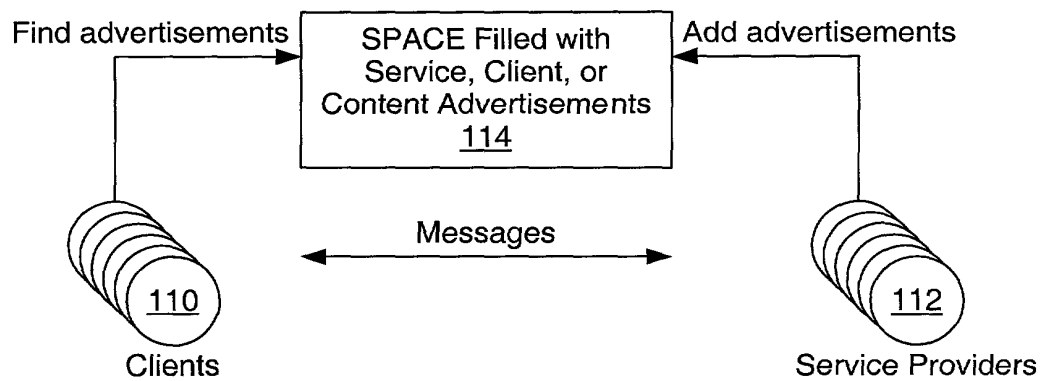 Find advertisements
SPACE Filled with
Service, Client, or
Content Advertisements
114
Add advertisements
Messages
110
Clients
112
Service Providers